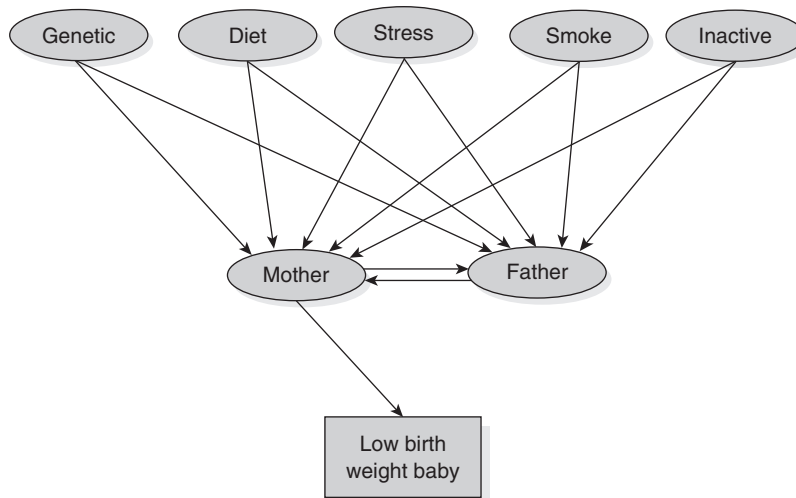 Genetic
Diet
Stress
Smoke
Inactive
Mother
Father
Low birth
weight baby